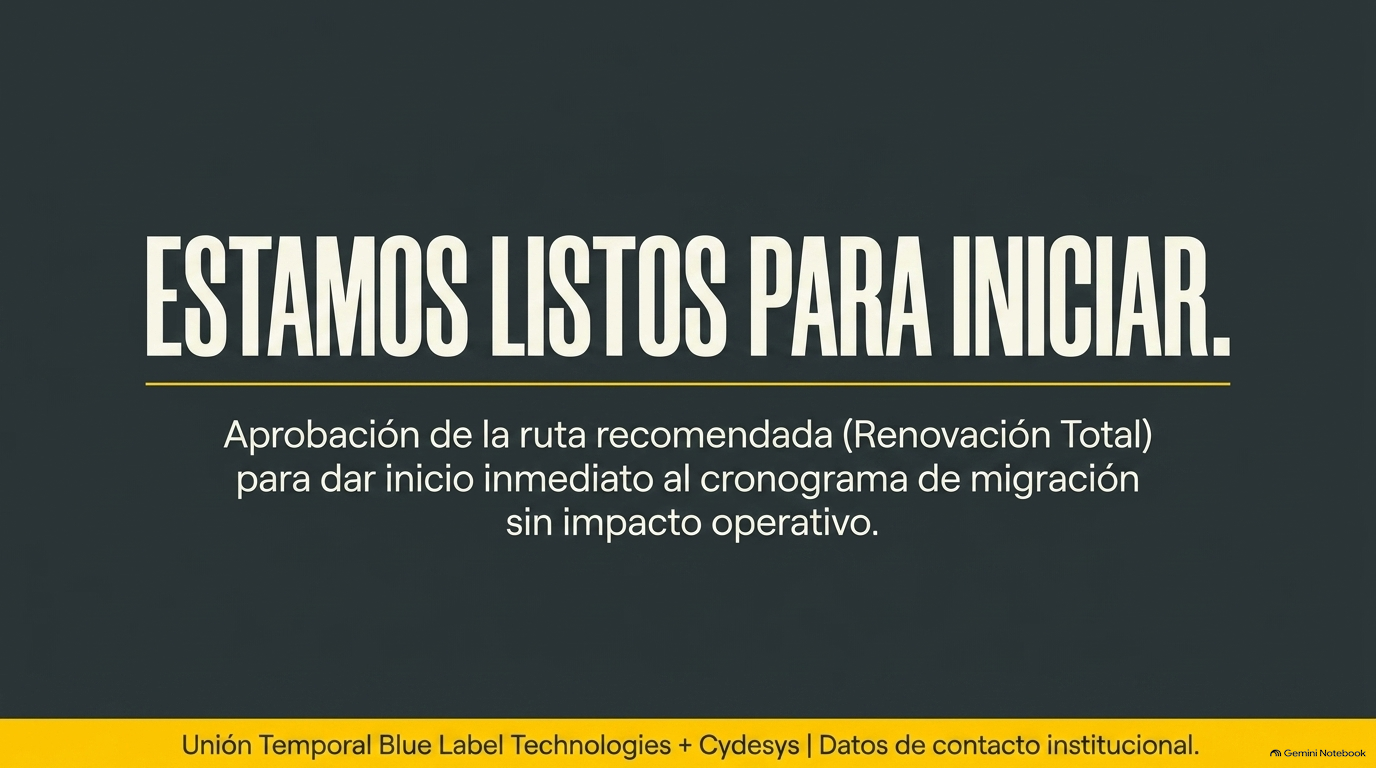 ESTAMOS LISTOS PARA INICIAR.
Aprobación de la ruta recomendada (Renovación Total)
para dar inicio inmediato al cronograma de migración
sin impacto operativo.
Unión Temporal Blue Label Technologies + Cydesys | Datos de contacto institucional.
Gemini Notebook